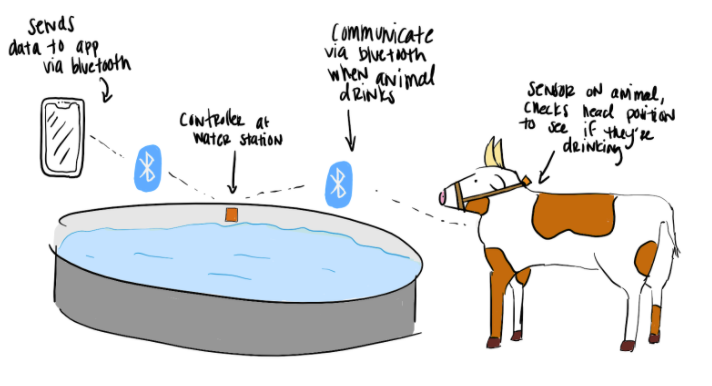 Sends
data to app
via bluetooth
Communicate
via bluetooth
when animal
drinks
Controller at
water station
Sensor on animal,
checks head position
to see if they're
drinking